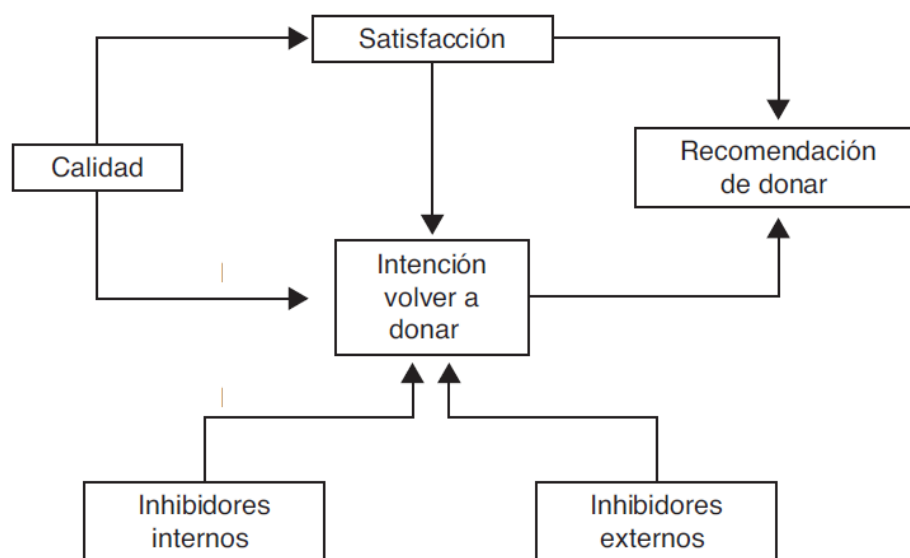 Satisfacción
Calidad
Recomendación
de donar
Intención
volver a
donar
Inhibidores
internos
Inhibidores
externos